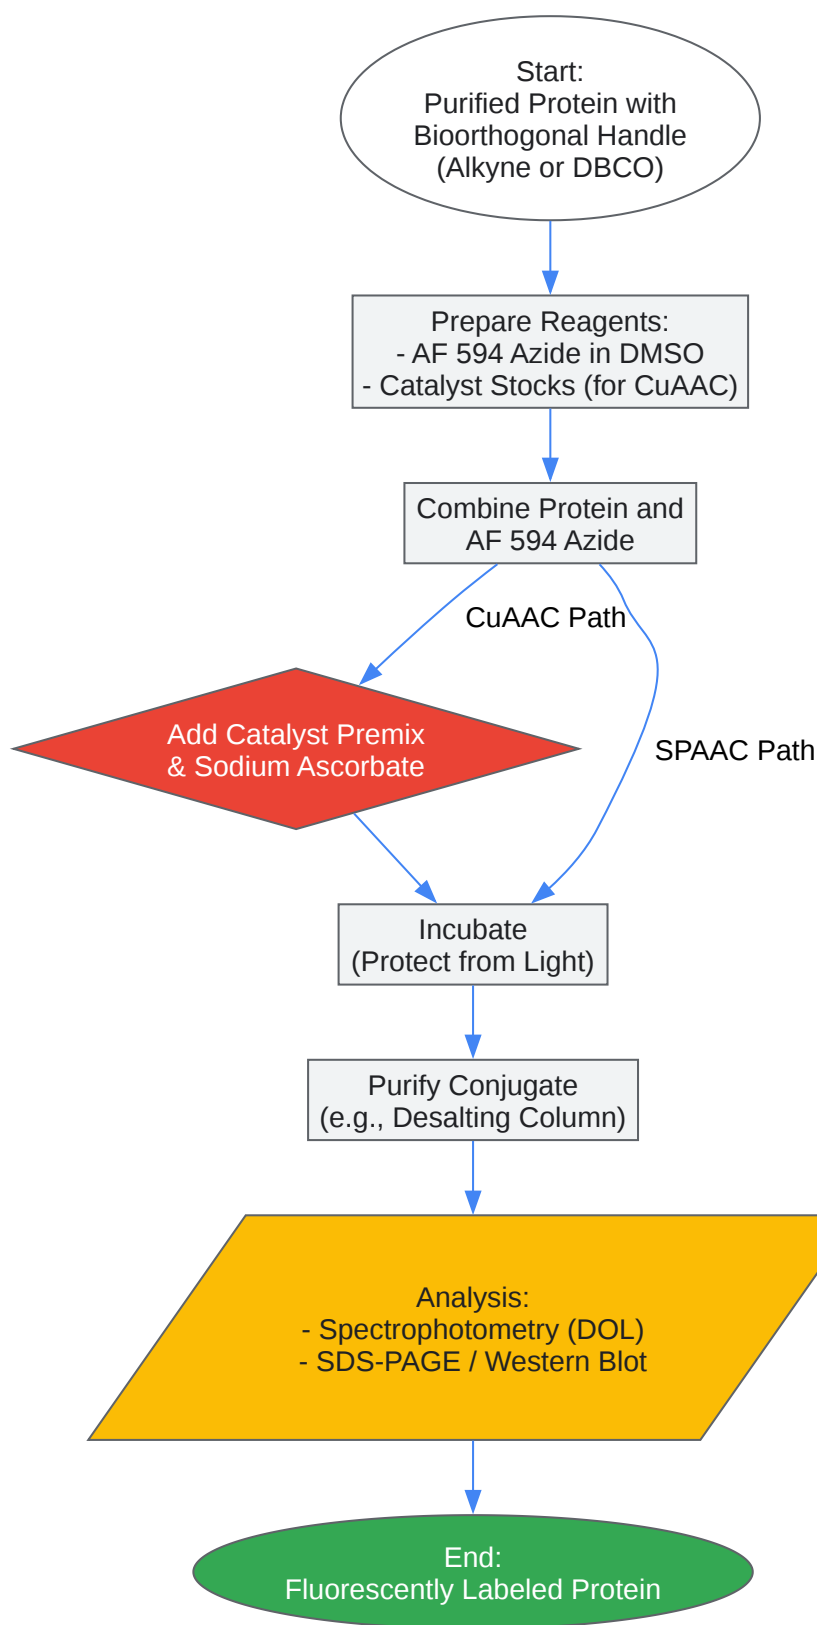 Start:
Purified Protein with
Bioorthogonal Handle
(Alkyne or DBCO)
Prepare Reagents:
- AF 594 Azide in DMSO
- Catalyst Stocks (for CuAAC)
Combine Protein and
AF 594 Azide
CuAAC Path
Add Catalyst Premix
& Sodium Ascorbate
SPAAC Path
Incubate
(Protect from Light)
Purify Conjugate
(e.g., Desalting Column)
Analysis:
- Spectrophotometry (DOL)
- SDS-PAGE / Western Blot
End:
Fluorescently Labeled Protein